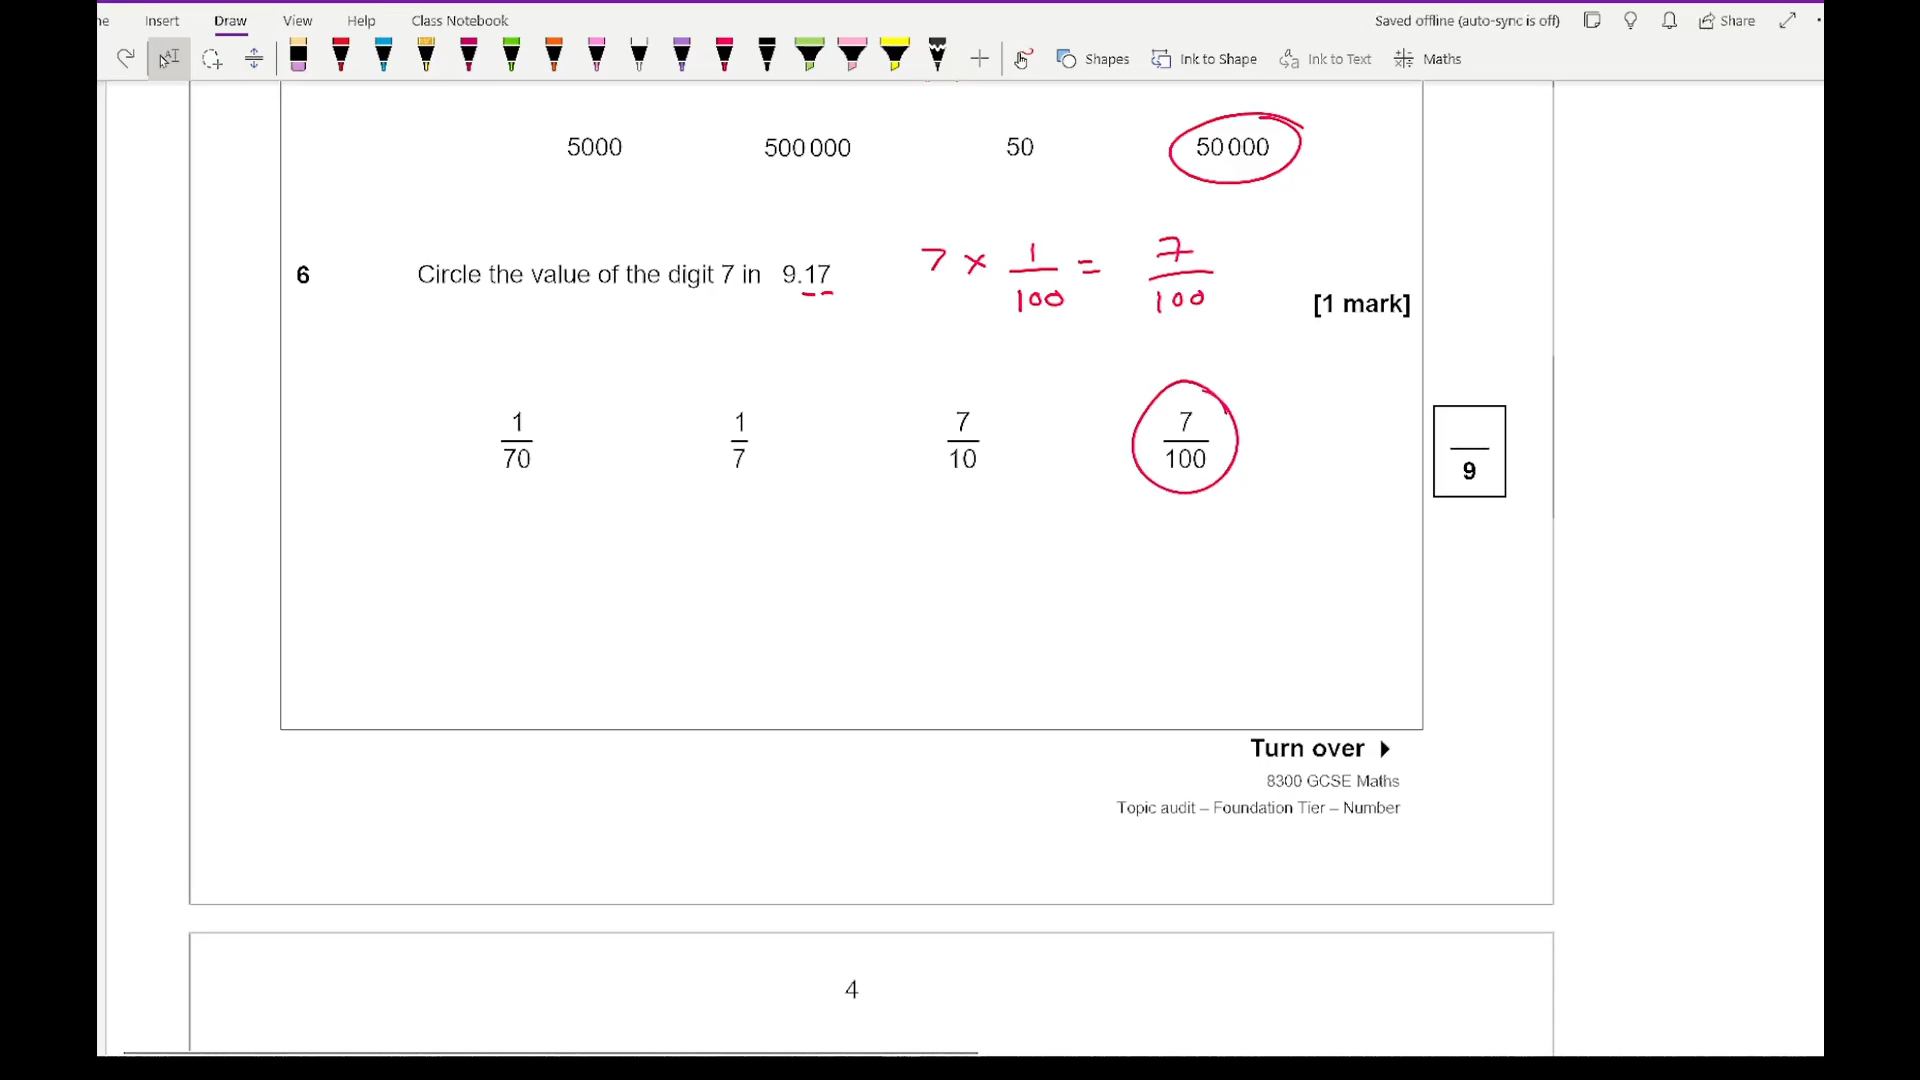 Insert Draw View Help Class Notebook Saved offline (auto-sync is off) Share
Shapes Ink to Shape Ink to Text Maths
5000 500 000 50 50 000
6 Circle the value of the digit 7 in 9.17
7 × 1/100 = 7/100
[1 mark]
1/70 1/7 7/10 7/100
9
Turn over
8300 GCSE Maths
Topic audit – Foundation Tier – Number
4